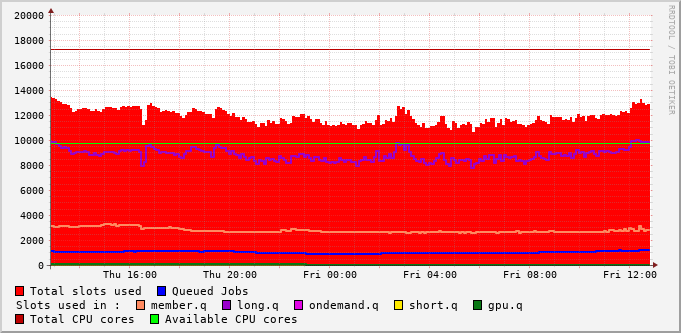 20000
18000
16000
14000
12000
10000
8000
6000
4000
2000
0
Thu 16:00 Thu 20:00 Fri 00:00 Fri 04:00 Fri 08:00 Fri 12:00
RRDTOOL / TOBI OETIKER
Total slots used Queued Jobs
Slots used in : member.q long.q ondemand.q short.q gpu.q
Total CPU cores Available CPU cores